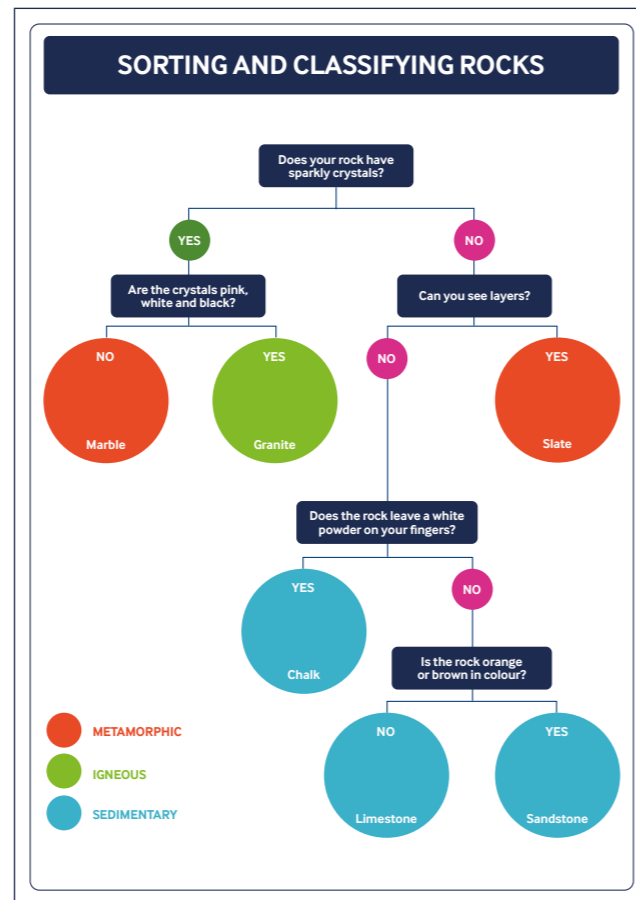 SORTING AND CLASSIFYING ROCKS
Does your rock have
sparkly crystals?
YES
NO
Are the crystals pink,
white and black?
Can you see layers?
NO
YES
NO
YES
Marble
Granite
Slate
Does the rock leave a white
powder on your fingers?
YES
NO
Chalk
Is the rock orange
or brown in colour?
NO
YES
Limestone
Sandstone
METAMORPHIC
IGNEOUS
SEDIMENTARY